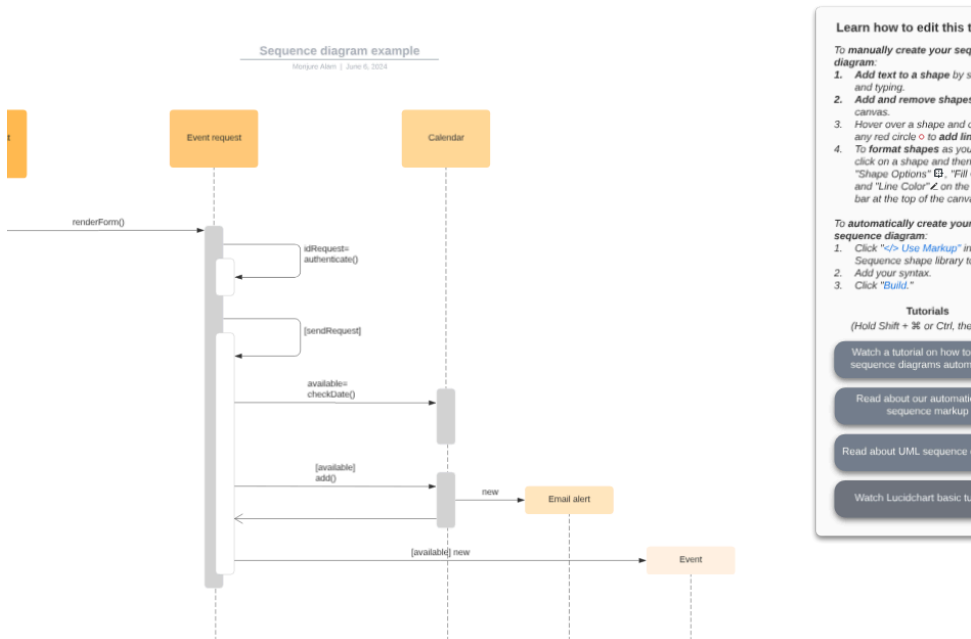 Sequence diagram example
Monjure Alien | June 6, 2024
t
Event request
Calendar
renderForm()
idRequest=
authenticate()
[sendRequest]
available=
checkDate()
[available]
add()
new
Email alert
[available] new
Event
Learn how to edit this t
To manually create your seq
diagram:
1. Add text to a shape by s
and typing.
2. Add and remove shapes
canvas.
3. Hover over a shape and c
any red circle to add lin
4. To format shapes as you
click on a shape and then
"Shape Options" , "Fill
and "Line Color" on the
bar at the top of the canva
To automatically create your
sequence diagram:
1. Click "</> Use Markup" in
Sequence shape library to
2. Add your syntax.
3. Click "Build."
Tutorials
(Hold Shift + ⌘ or Ctrl, the
Watch a tutorial on how to
sequence diagrams autom
Read about our automati
sequence markup
Read about UML sequence
Watch Lucidchart basic tu